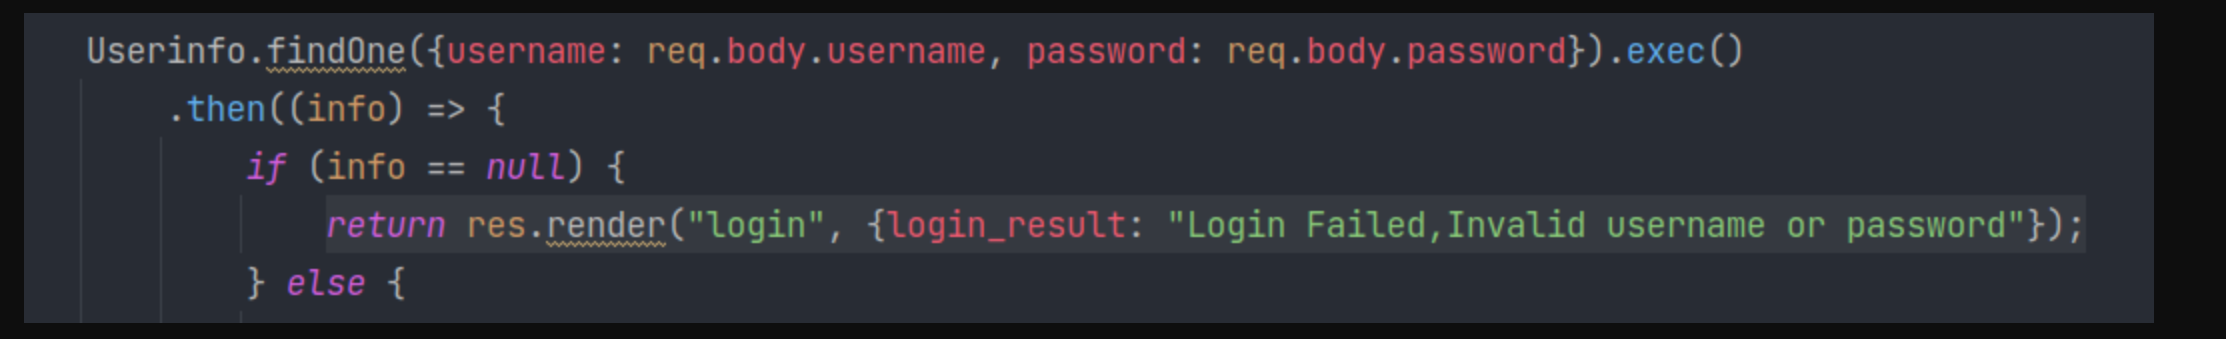 Userinfo.findOne({username: req.body.username, password: req.body.password}).exec()
.then((info) => {
if (info == null) {
return res.render("login", {login_result: "Login Failed,Invalid username or password"});
} else {